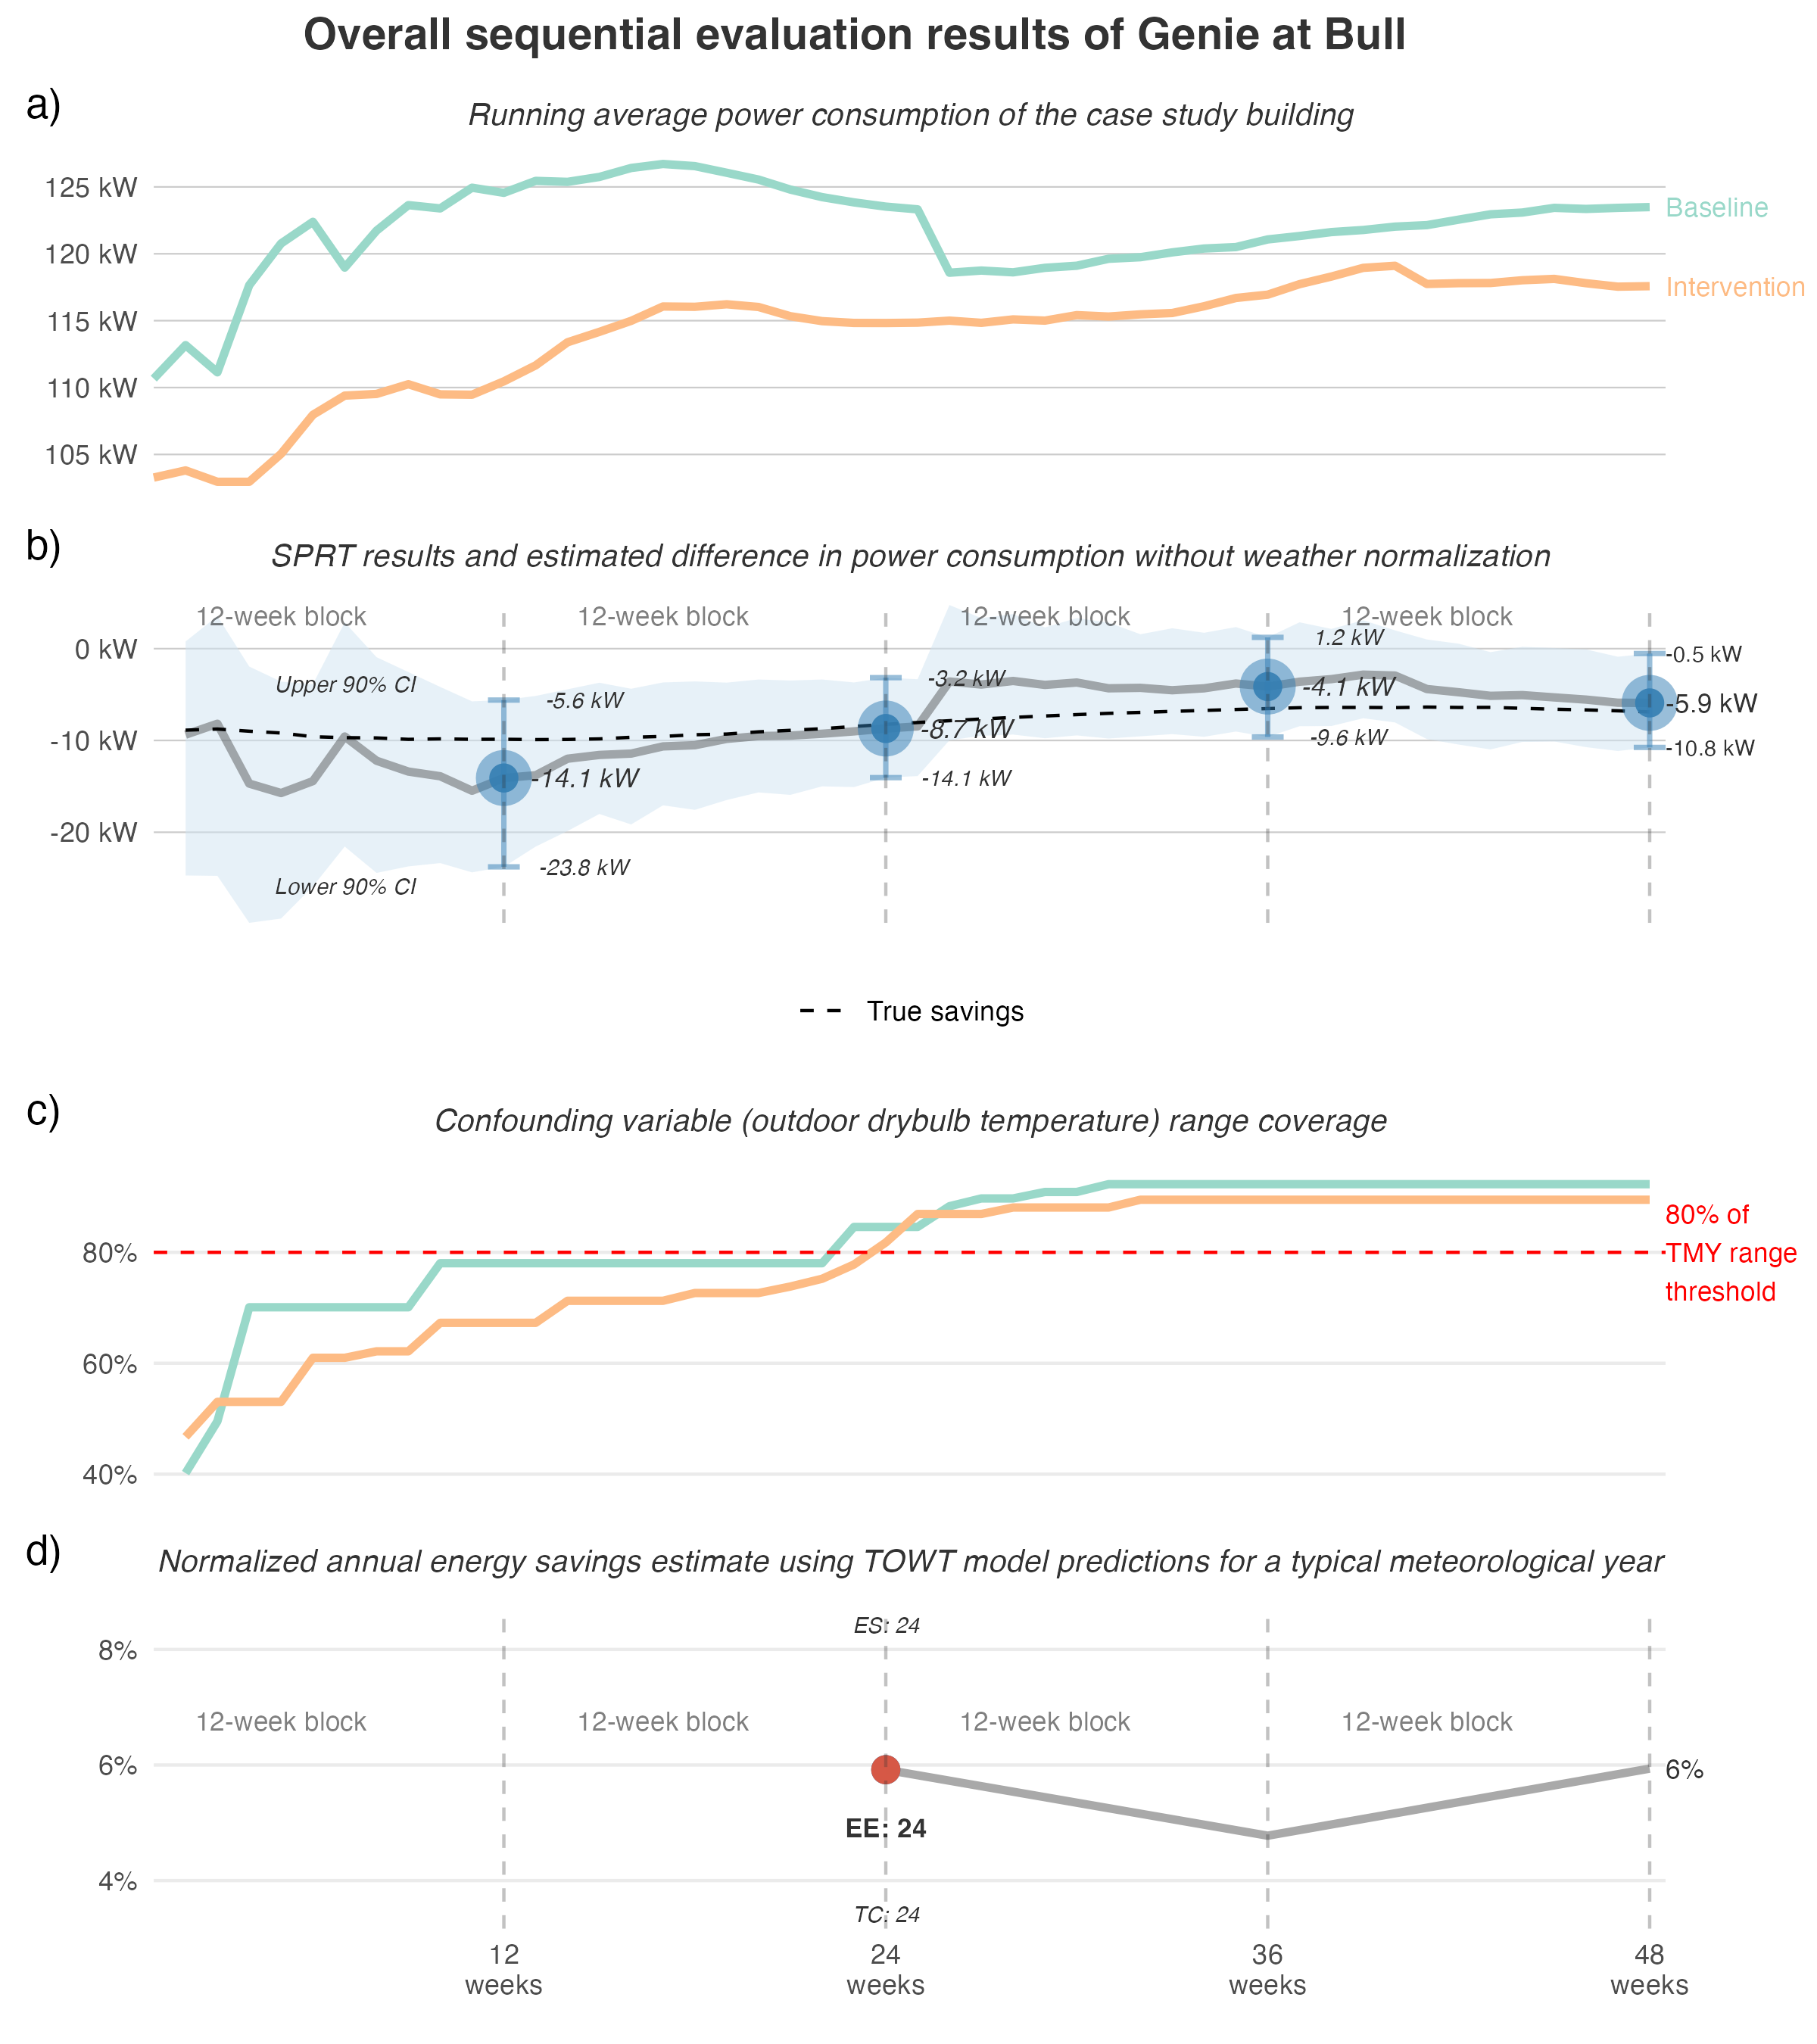 Overall sequential evaluation results of Genie at Bull
a)
Running average power consumption of the case study building
125 kW
120 kW
115 kW
110 kW
105 kW
Baseline
Intervention
b)
SPRT results and estimated difference in power consumption without weather normalization
12-week block
12-week block
12-week block
12-week block
0 kW
-10 kW
-20 kW
Upper 90% CI
Lower 90% CI
-5.6 kW
-14.1 kW
-23.8 kW
-3.2 kW
-8.7 kW
-14.1 kW
1.2 kW
-4.1 kW
-9.6 kW
-0.5 kW
-5.9 kW
-10.8 kW
True savings
c)
Confounding variable (outdoor drybulb temperature) range coverage
80%
60%
40%
80% of
TMY range
threshold
d)
Normalized annual energy savings estimate using TOWT model predictions for a typical meteorological year
ES: 24
8%
12-week block
12-week block
12-week block
12-week block
6%
6%
EE: 24
4%
TC: 24
12
weeks
24
weeks
36
weeks
48
weeks